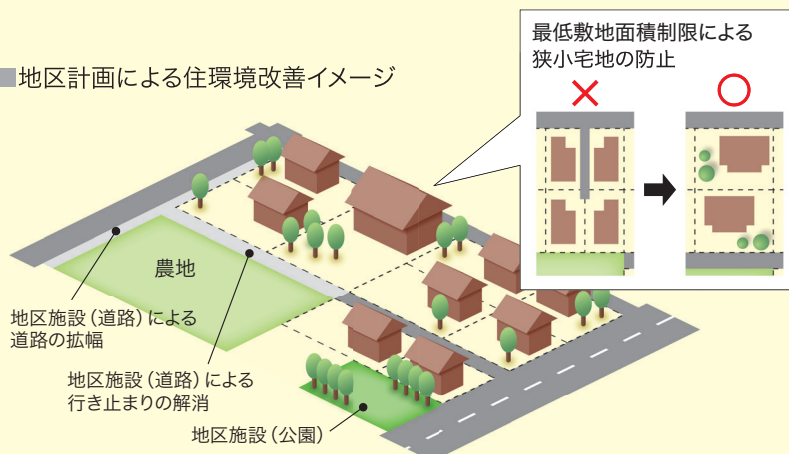 地区計画による住環境改善イメージ
最低敷地面積制限による
狭小宅地の防止
農地
地区施設(道路)による
道路の拡幅
地区施設(道路)による
行き止まりの解消
地区施設(公園)